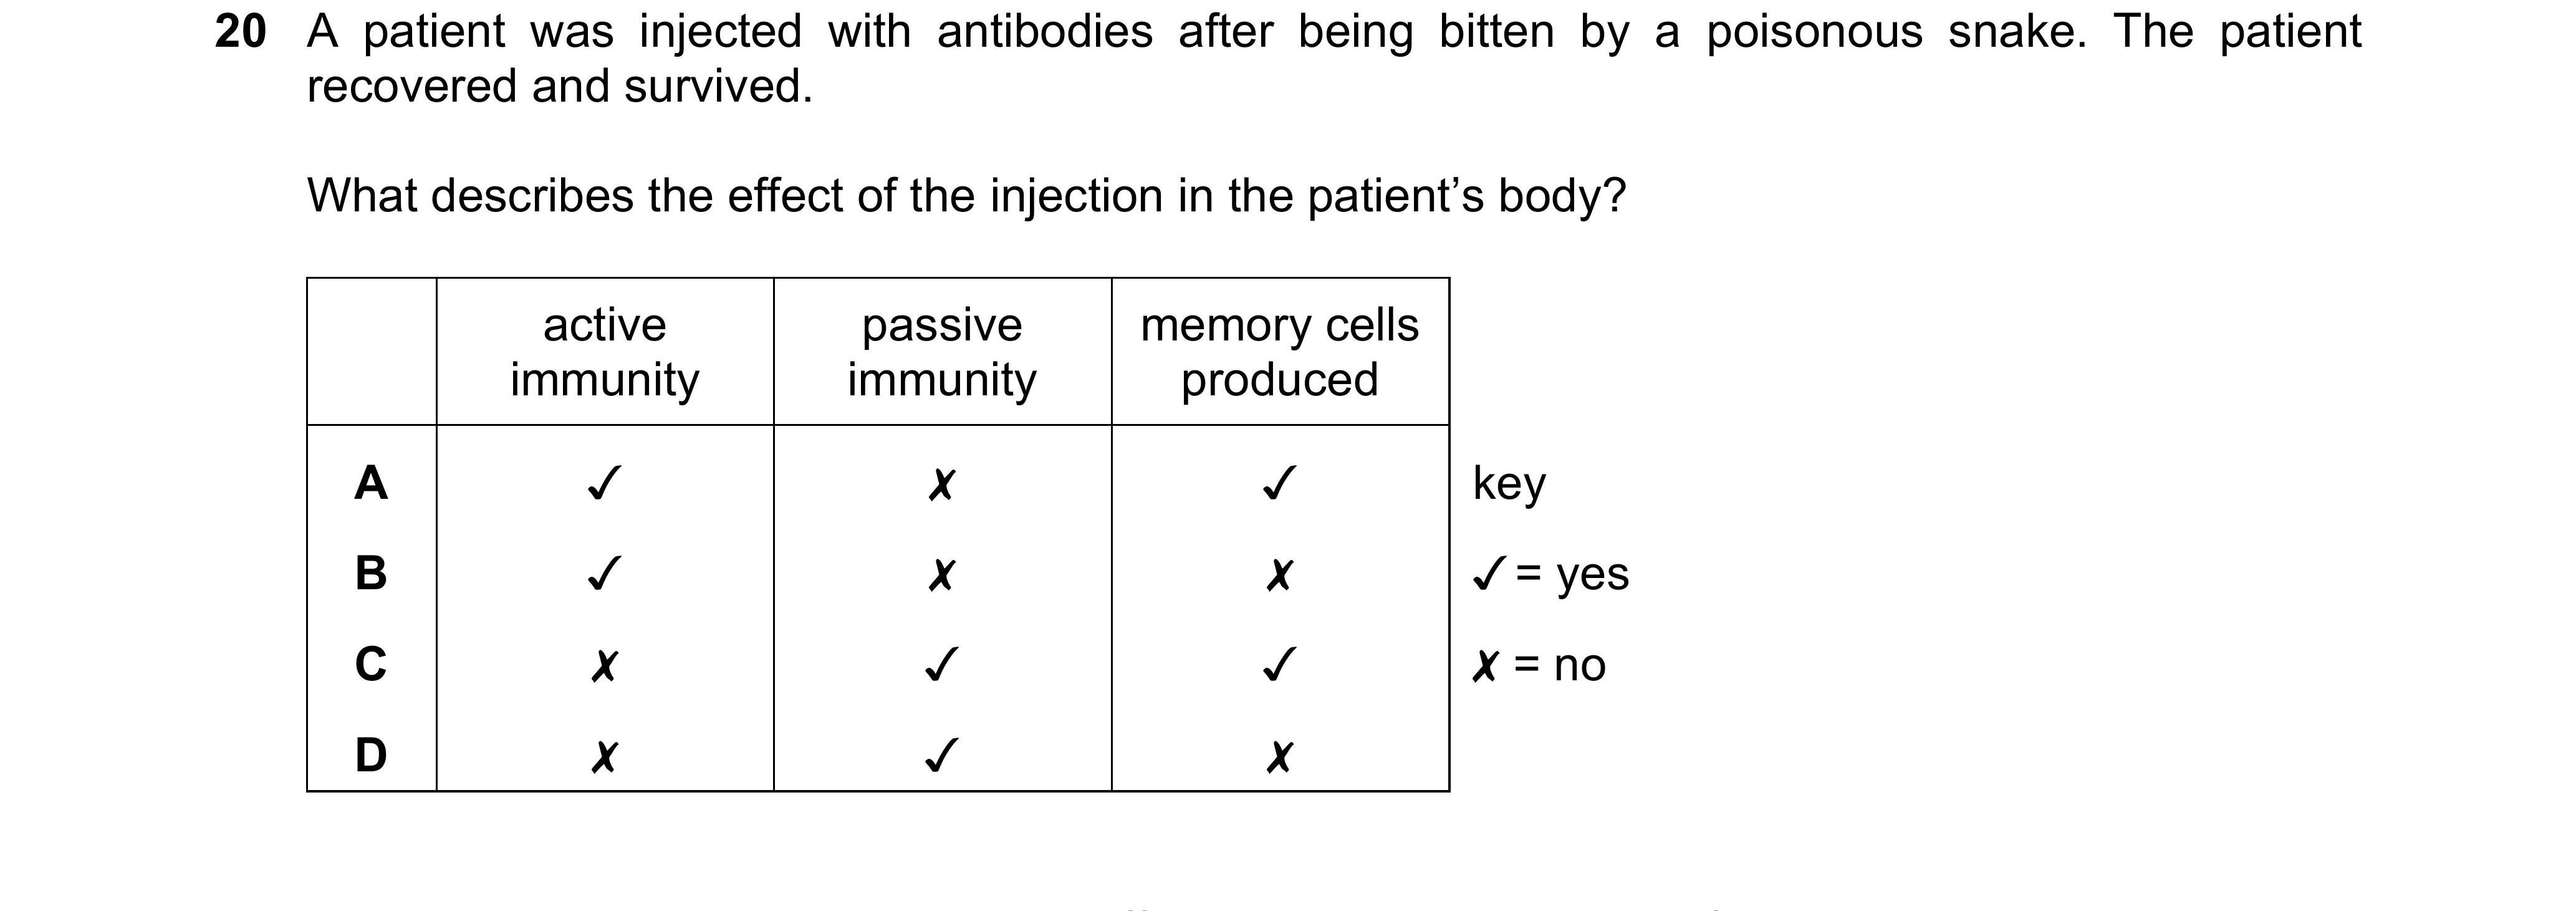 20 A patient was injected with antibodies after being bitten by a poisonous snake. The patient
recovered and survived.
What describes the effect of the injection in the patient’s body?
active immunity passive immunity memory cells produced
A ✓ ✗ ✓ key
B ✓ ✗ ✗ ✓ = yes
C ✗ ✓ ✓ ✗ = no
D ✗ ✓ ✗